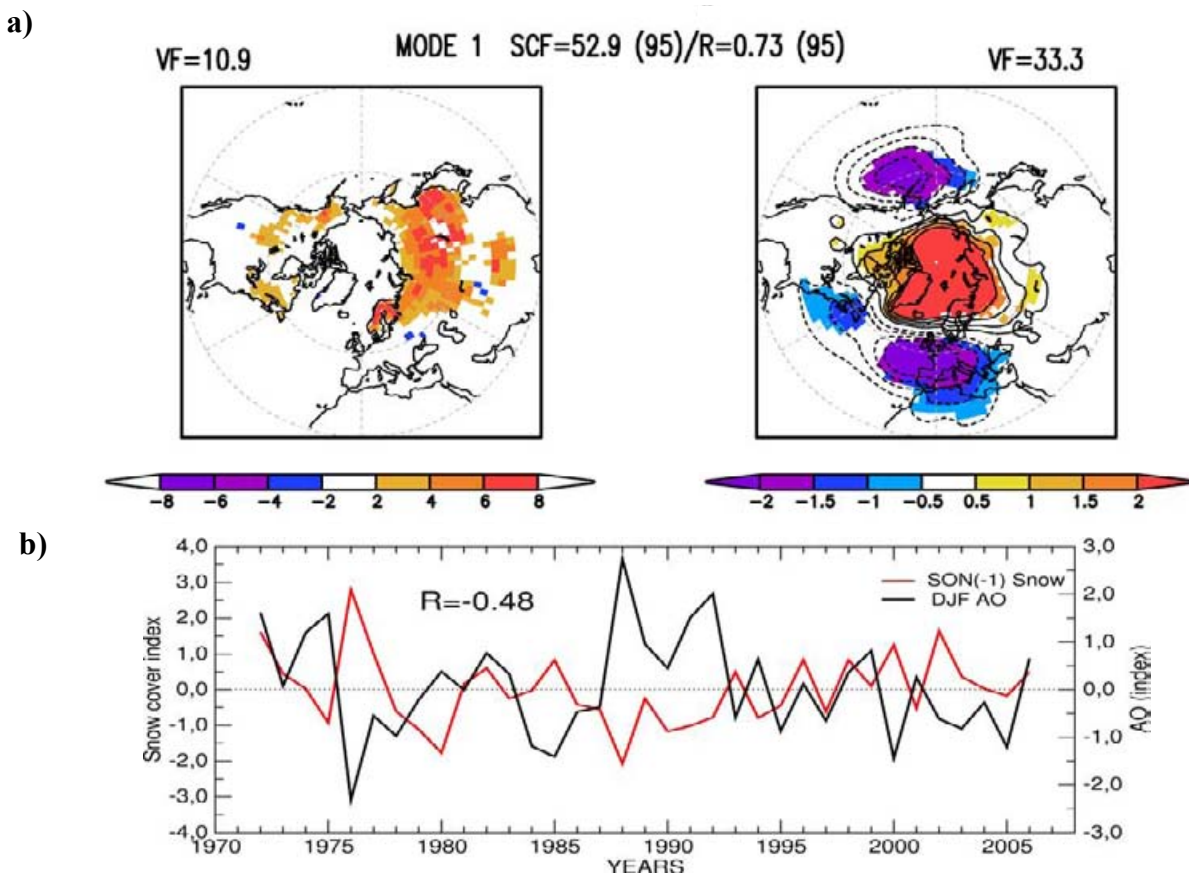 a)
MODE 1 SCF=52.9 (95)/R=0.73 (95)
VF=10.9
VF=33.3
-8 -6 -4 -2 2 4 6 8
-2 -1.5 -1 -0.5 0.5 1 1.5 2
b)
4,0
3,0
2,0
1,0
0,0
-1,0
-2,0
-3,0
-4,0
Snow cover index
R=-0.48
SON(-1) Snow
DJF AO
3,0
2,0
1,0
0,0
-1,0
-2,0
-3,0
AO (index)
1970 1975 1980 1985 1990 1995 2000 2005
YEARS